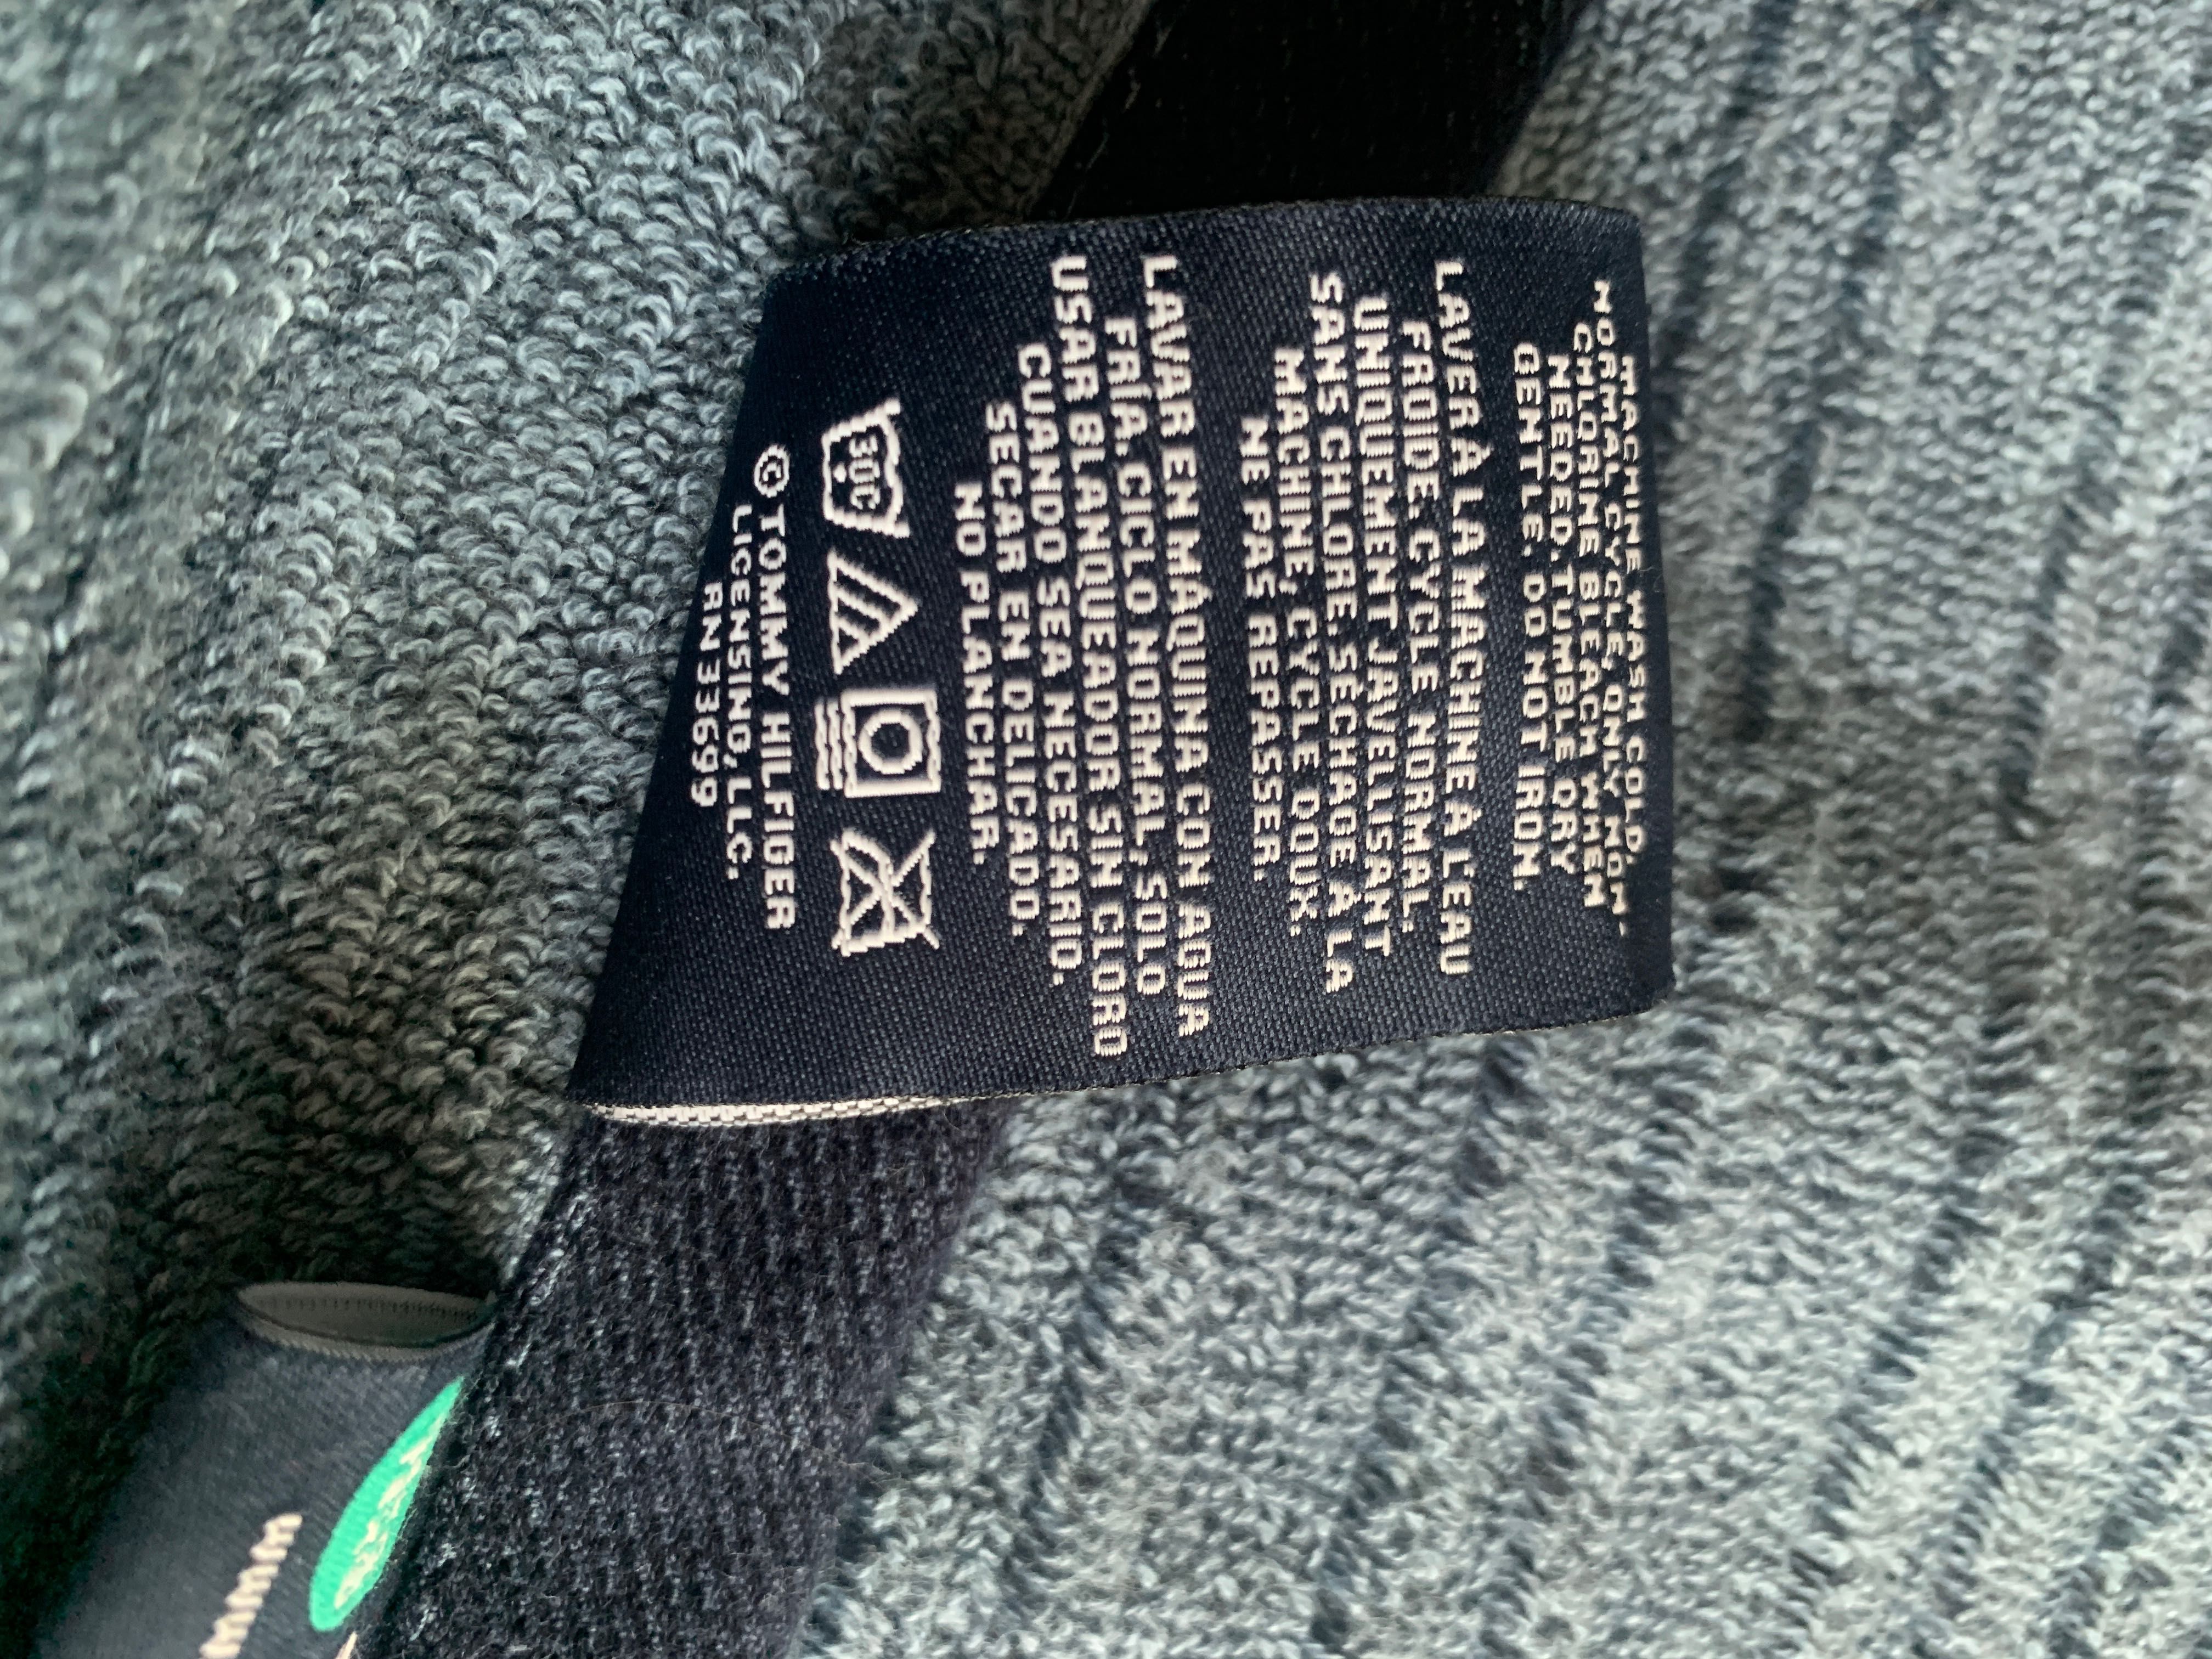 MACHINE WASH COLD,
NORMAL CYCLE, ONLY NON-
CHLORINE BLEACH WHEN
NEEDED, TUMBLE DRY
GENTLE, DO NOT IRON.
LAVER À LA MACHINE A L'EAU
FROIDE, CYCLE NORMAL.
UNIQUEMENT JAVELLISANT
SANS CHLORE, SECHAGE A LA
MACHINE, CYCLE DOUX.
NE PAS REPASSER.
LAVAR EN MÁQUINA CON AGUA
FRÍA, CICLO NORMAL, SOLO
USAR BLANQUEADOR SIN CLORO
CUANDO SEA NECESARIO.
SECAR EN DELICADO.
NO PLANCHAR.
30C
© TOMMY HILFIGER
LICENSING, LLC.
RN 33699